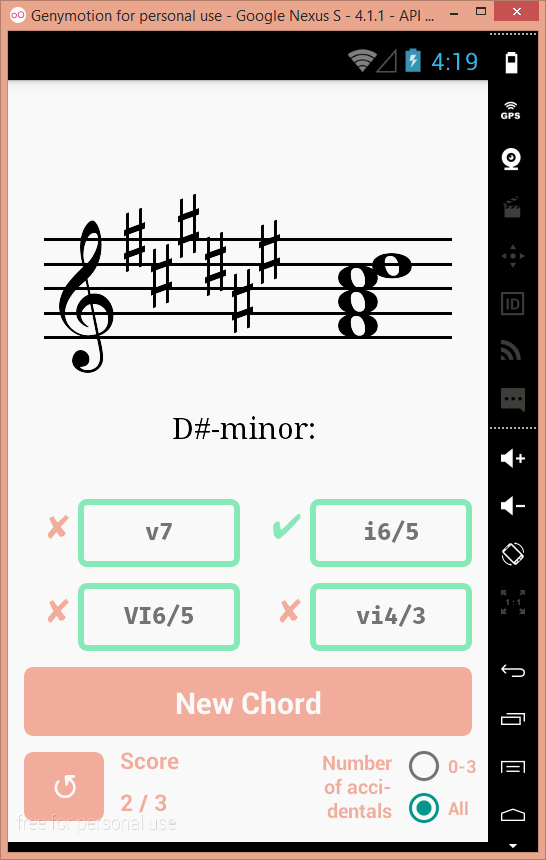 Genymotion for personal use - Google Nexus S - 4.1.1 - API ...
4:19
GPS
ID
1:1
D#-minor:
✘ v7 ✔ i6/5
✘ VI6/5 ✘ vi4/3
New Chord
Score
2 / 3
Number
of acci-
dentals
0-3
All
free for personal use